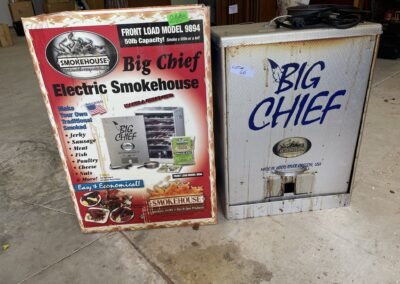 FRONT LOAD MODEL 9894
50lb Capacity!
SMOKEHOUSE
Big Chief
Electric Smokehouse
Make
Your Own
Traditional
Smoked
• Jerky
• Sausage
• Meat
• Fish
• Poultry
• Cheese
• Nuts
& More!
BIG
CHIEF
Easy & Economical!
SMOKEHOUSE
BIG
CHIEF